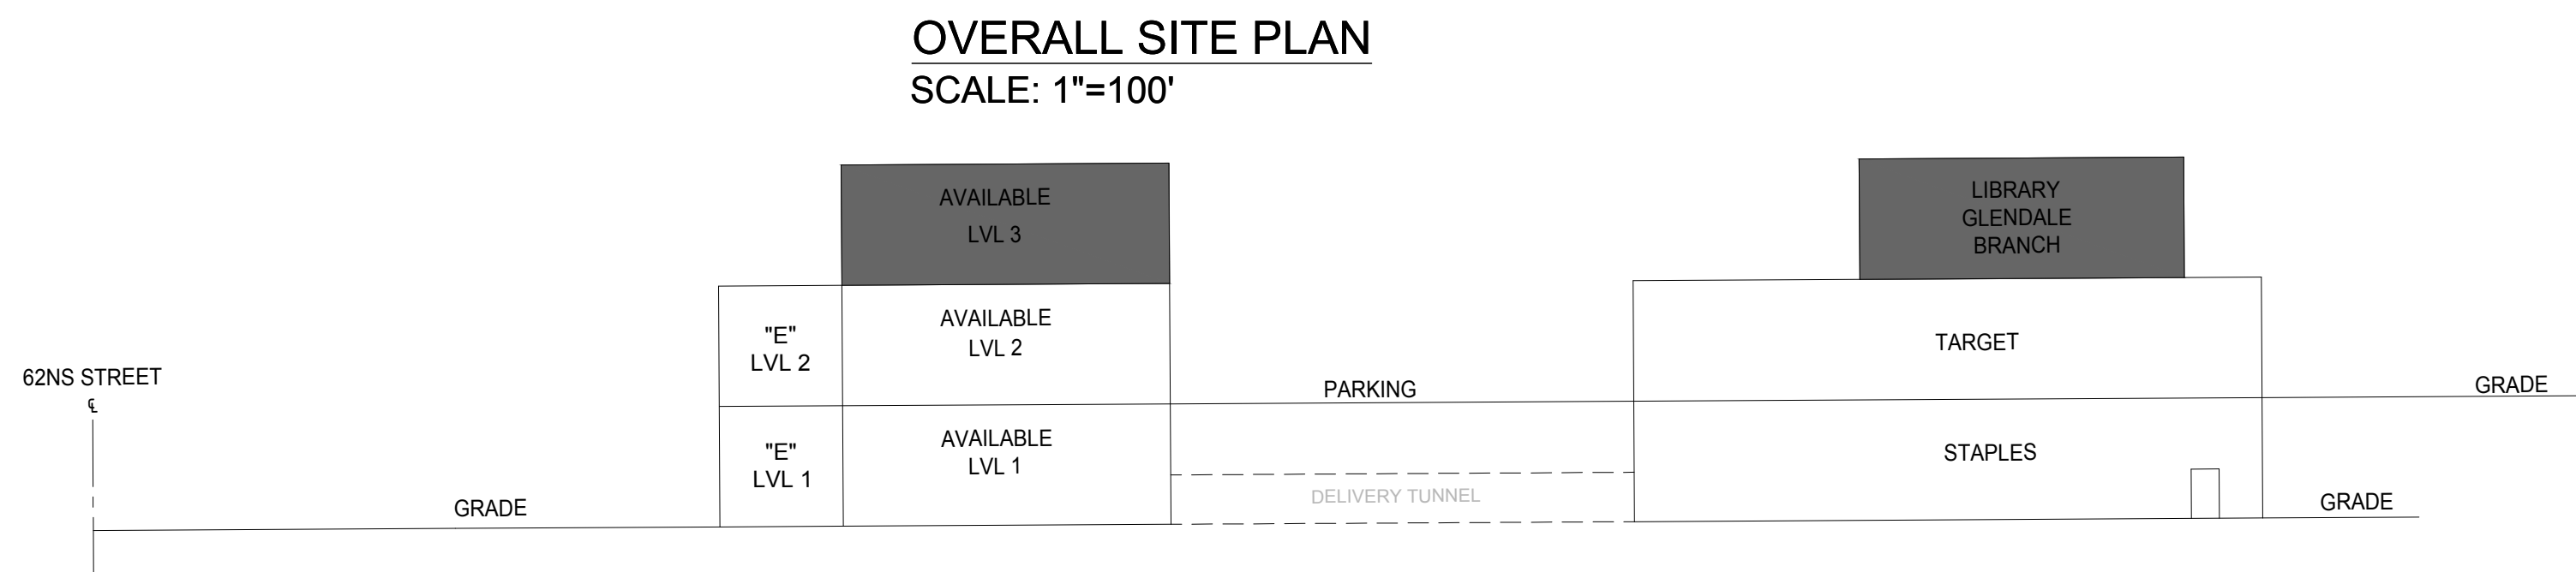 OVERALL SITE PLAN
SCALE: 1"=100'
AVAILABLE
LVL 3
LIBRARY
GLENDALE
BRANCH
"E"
LVL 2
AVAILABLE
LVL 2
TARGET
62NS STREET
℄
PARKING
GRADE
"E"
LVL 1
AVAILABLE
LVL 1
STAPLES
DELIVERY TUNNEL
GRADE
GRADE